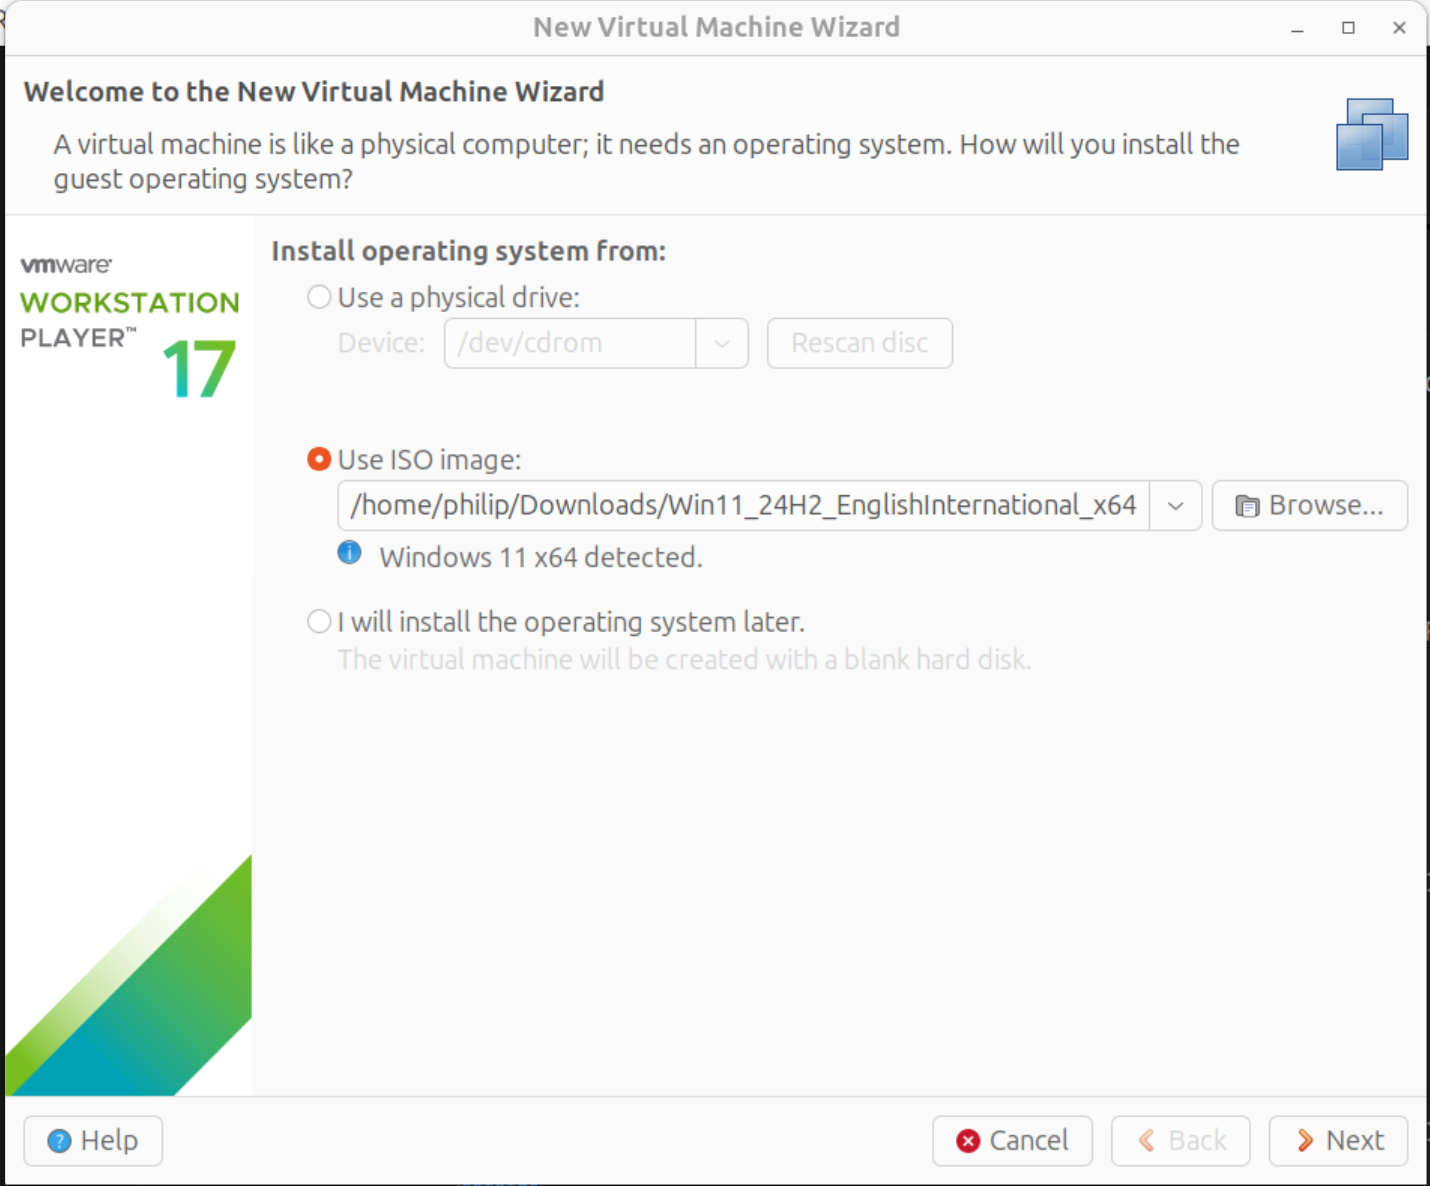 New Virtual Machine Wizard
Welcome to the New Virtual Machine Wizard
A virtual machine is like a physical computer; it needs an operating system. How will you install the
guest operating system?
vmware
WORKSTATION
PLAYER™
17
Install operating system from:
Use a physical drive:
Device: /dev/cdrom Rescan disc
Use ISO image:
/home/philip/Downloads/Win11_24H2_EnglishInternational_x64 Browse...
Windows 11 x64 detected.
I will install the operating system later.
The virtual machine will be created with a blank hard disk.
Help Cancel Back Next